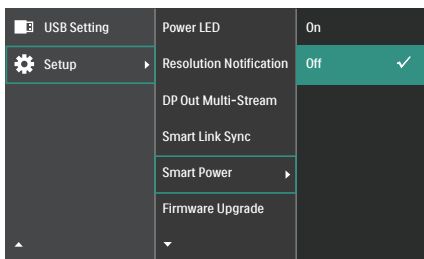 USB Setting
Setup
Power LED
Resolution Notification
DP Out Multi-Stream
Smart Link Sync
Smart Power
Firmware Upgrade
On
Off